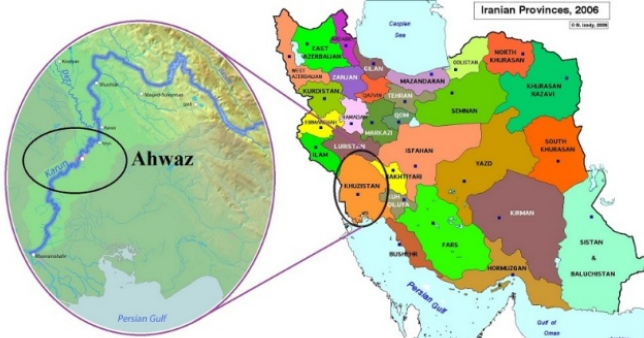 Iranian Provinces, 2006
Caspian
Sea
EAST
AZERBAIJAN
WEST
AZERBAIJAN
GILAN
ZANJAN
KURDISTAN
QAZVIN
MAZANDARAN
GOLISTAN
NORTH
KHURASAN
KHURASAN
RAZAVI
TEHRAN
SEMNAN
HAMADAN
QOM
MARKAZI
ILAM
LURISTAN
ISFAHAN
YAZD
SOUTH
KHURASAN
KHUZISTAN
BAKHTIYARI
KIRMAN
FARS
BUSHEHR
HORMUZGAN
SISTAN
&
BALUCHISTAN
Persian Gulf
Gulf of
Oman
Dez
Karun
Ahwaz
Persian Gulf